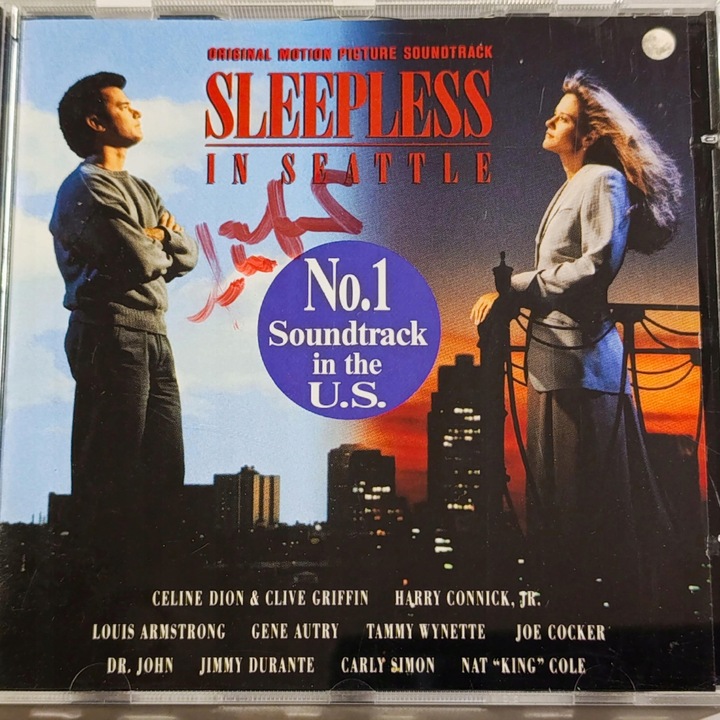 ORIGINAL MOTION PICTURE SOUNDTRACK
SLEEPLESS
IN SEATTLE
No.1
Soundtrack
in the
U.S.
CELINE DION & CLIVE GRIFFIN HARRY CONNICK, JR.
LOUIS ARMSTRONG GENE AUTRY TAMMY WYNETTE JOE COCKER
DR. JOHN JIMMY DURANTE CARLY SIMON NAT “KING” COLE